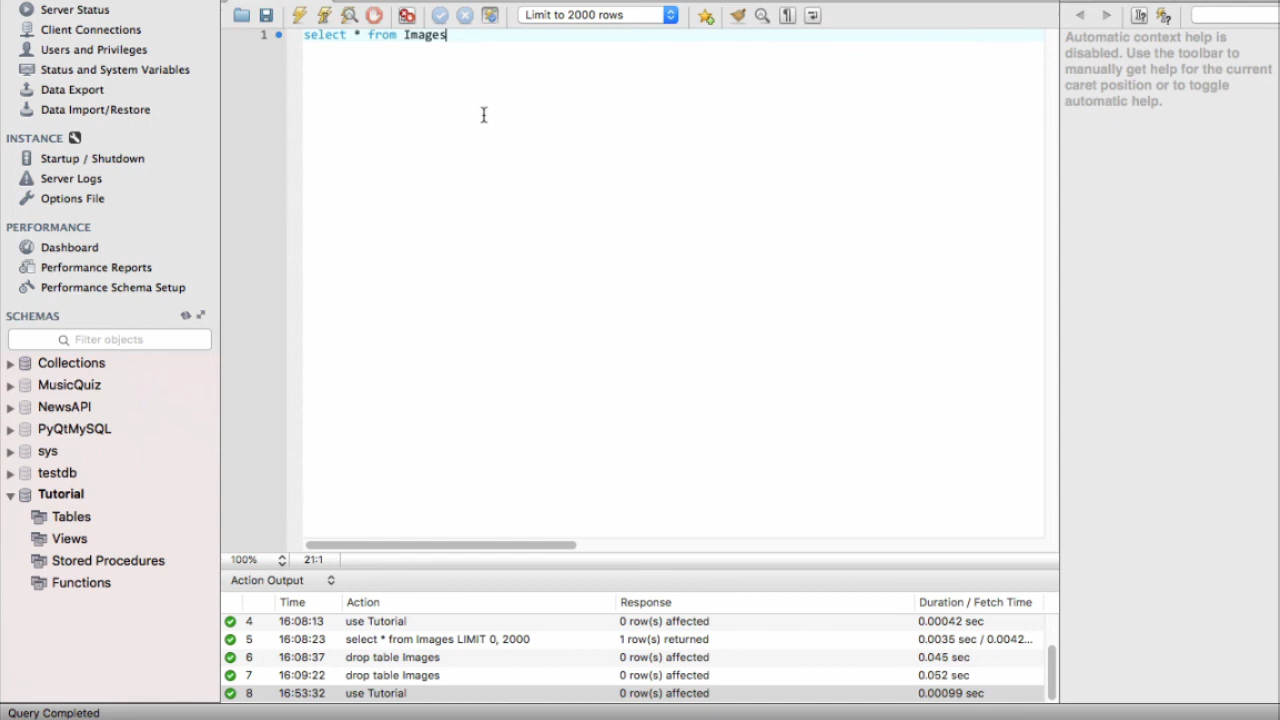 Server Status
Client Connections
Users and Privileges
Status and System Variables
Data Export
Data Import/Restore
INSTANCE
Startup / Shutdown
Server Logs
Options File
PERFORMANCE
Dashboard
Performance Reports
Performance Schema Setup
SCHEMAS
Filter objects
Collections
MusicQuiz
NewsAPI
PyQtMySQL
sys
testdb
Tutorial
Tables
Views
Stored Procedures
Functions
Limit to 2000 rows
1 select * from Images
100% 21:1
Action Output
Time Action Response Duration / Fetch Time
4 16:08:13 use Tutorial 0 row(s) affected 0.00042 sec
5 16:08:23 select * from Images LIMIT 0, 2000 1 row(s) returned 0.0035 sec / 0.0042...
6 16:08:37 drop table Images 0 row(s) affected 0.045 sec
7 16:09:22 drop table Images 0 row(s) affected 0.052 sec
8 16:53:32 use Tutorial 0 row(s) affected 0.00099 sec
Automatic context help is
disabled. Use the toolbar to
manually get help for the current
caret position or to toggle
automatic help.
Query Completed